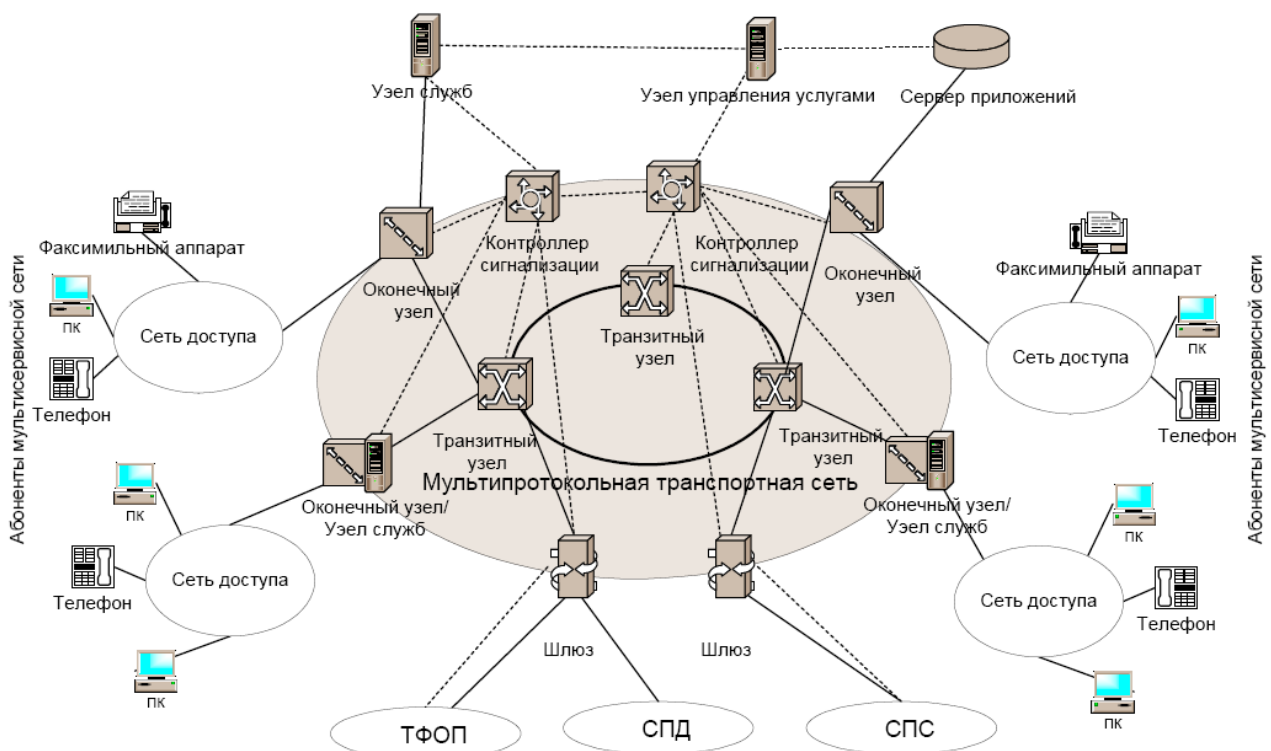 Узел служб
Узел управления услугами
Сервер приложений
Факсимильный аппарат
Контроллер
сигнализации
Контроллер
сигнализации
Факсимильный аппарат
Абоненты мультисервисной сети
Абоненты мультисервисной сети
ПК
Оконечный
узел
Оконечный
узел
Сеть доступа
Транзитный
узел
Сеть доступа
ПК
Телефон
Телефон
Транзитный
узел
Транзитный
узел
Мультипротокольная транспортная сеть
ПК
Оконечный узел/
Узел служб
Оконечный узел/
Узел служб
ПК
Сеть доступа
Сеть доступа
Телефон
Телефон
Шлюз
Шлюз
ПК
ПК
ТФОП
СПД
СПС